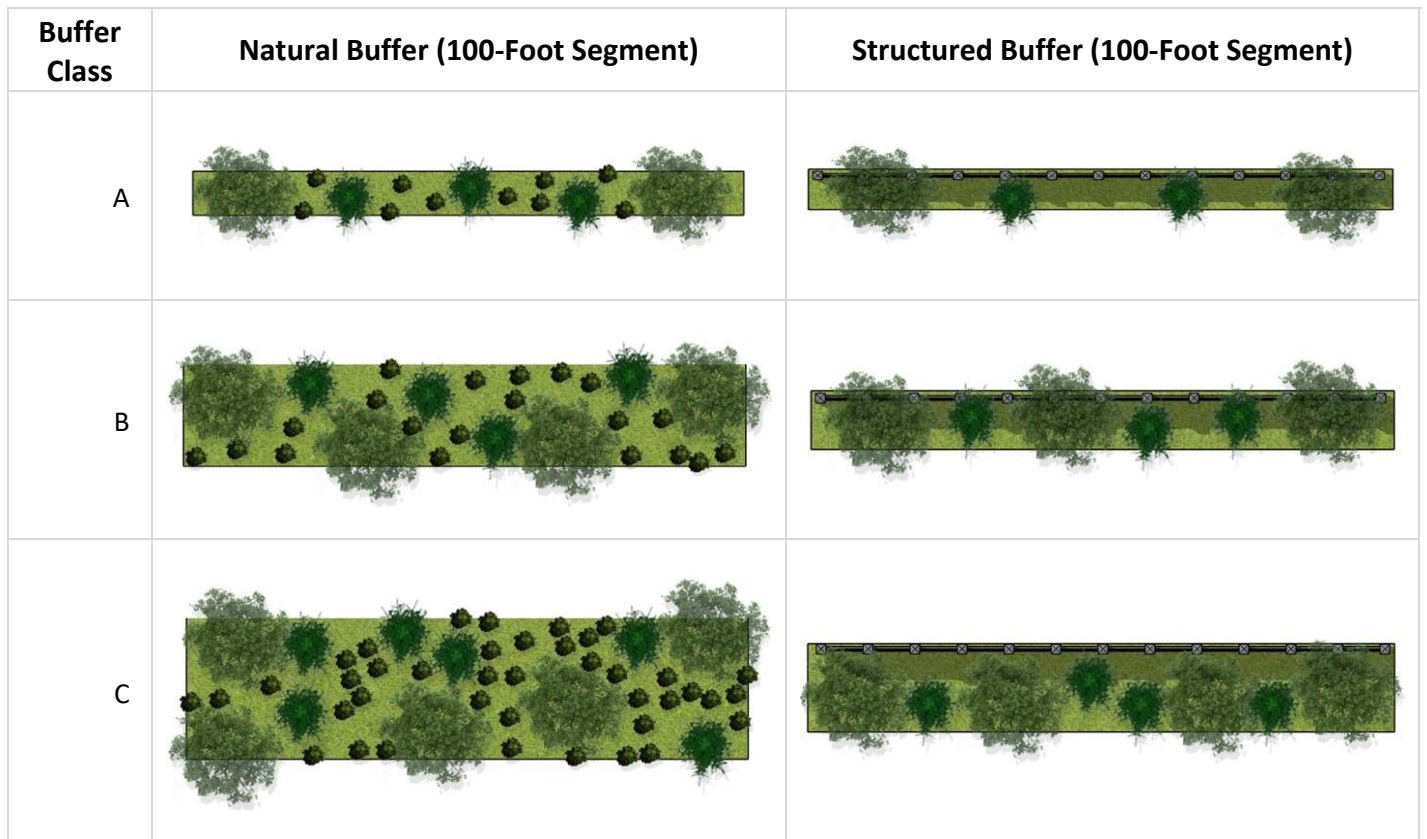 Buffer
Class
Natural Buffer (100-Foot Segment)
Structured Buffer (100-Foot Segment)
A
B
C